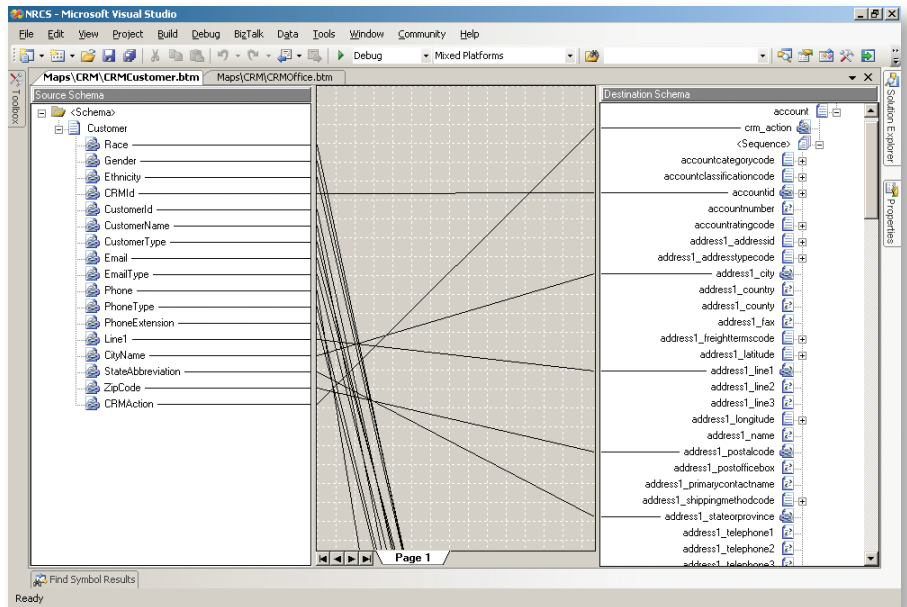 NRCS - Microsoft Visual Studio
File Edit View Project Build Debug BizTalk Data Tools Window Community Help
Debug Mixed Platforms
Maps\CRM\CRMCustomer.btm Maps\CRM\CRMOffice.btm
Toolbox
Source Schema
<Schema>
Customer
Race
Gender
Ethnicity
CRMId
CustomerId
CustomerName
CustomerType
Email
EmailType
Phone
PhoneType
PhoneExtension
Line1
CityName
StateAbbreviation
ZipCode
CRMAction
Page 1
Destination Schema
account
crm_action
<Sequence>
accountcategorycode
accountclassificationcode
accountid
accountnumber
accountratingcode
address1_addressid
address1_addresstypecode
address1_city
address1_country
address1_county
address1_fax
address1_freighttermscode
address1_latitude
address1_line1
address1_line2
address1_line3
address1_longitude
address1_name
address1_postalcode
address1_postofficebox
address1_primarycontactname
address1_shippingmethodcode
address1_stateorprovince
address1_telephone1
address1_telephone2
address1_telephone3
Solution Explorer
Properties
Find Symbol Results
Ready